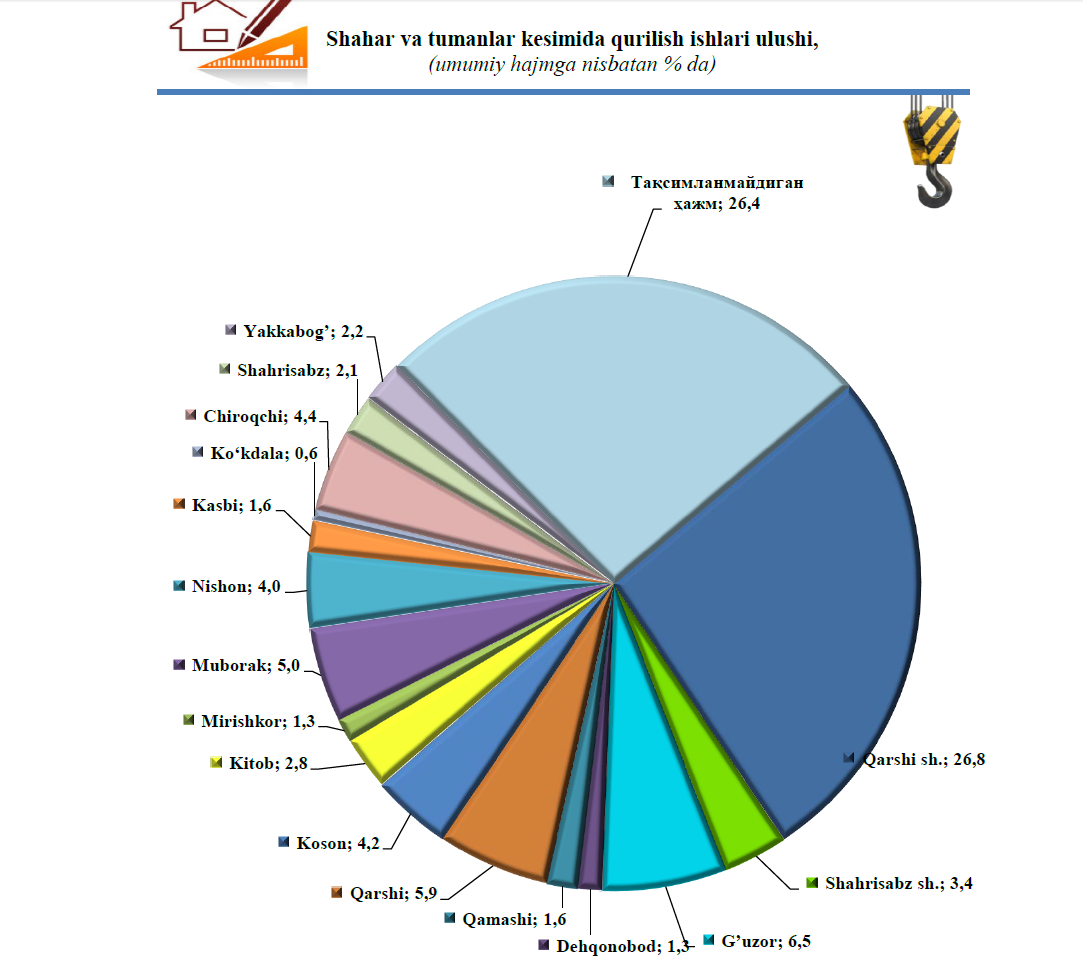 Shahar va tumanlar kesimida qurilish ishlari ulushi,
(umumiy hajmga nisbatan % da)
Тақсимланмайдиган
ҳажм; 26,4
Yakkabog’; 2,2
Shahrisabz; 2,1
Chiroqchi; 4,4
Ko‘kdala; 0,6
Kasbi; 1,6
Nishon; 4,0
Muborak; 5,0
Mirishkor; 1,3
Kitob; 2,8
Koson; 4,2
Qarshi; 5,9
Qamashi; 1,6
Dehqonobod; 1,3
G’uzor; 6,5
Shahrisabz sh.; 3,4
Qarshi sh.; 26,8